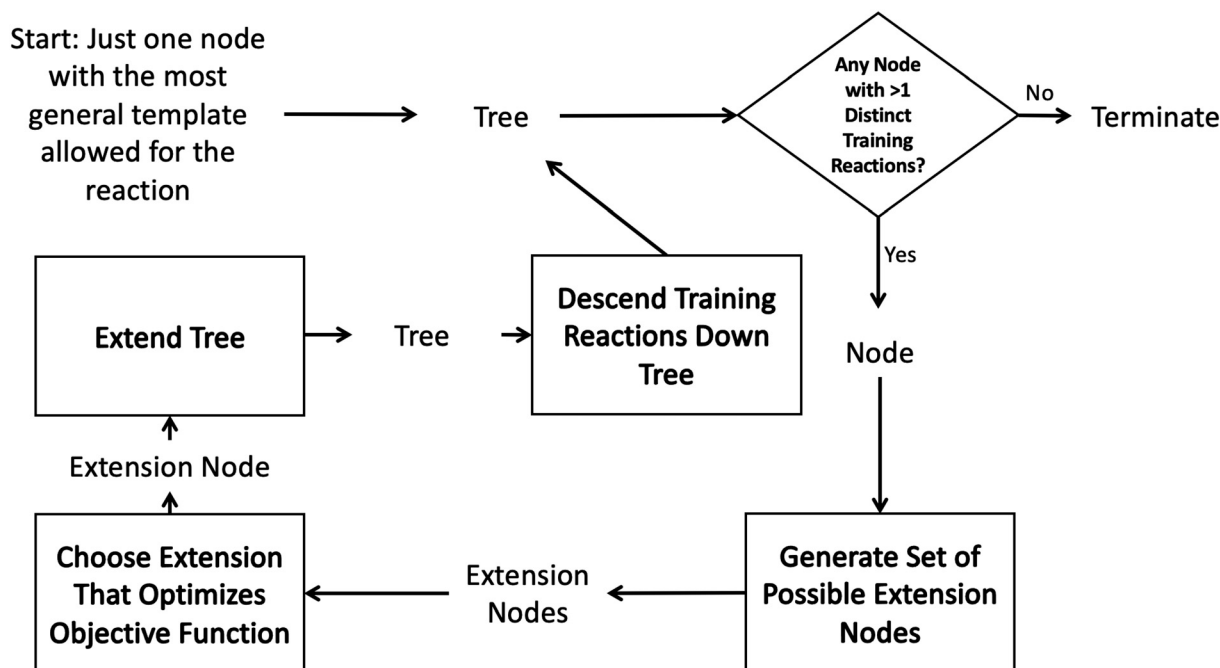 Start: Just one node
with the most
general template
allowed for the
reaction
Tree
Any Node
with >1
Distinct
Training
Reactions?
No
Terminate
Yes
Node
Generate Set of
Possible Extension
Nodes
Extension
Nodes
Choose Extension
That Optimizes
Objective Function
Extension Node
Extend Tree
Tree
Descend Training
Reactions Down
Tree